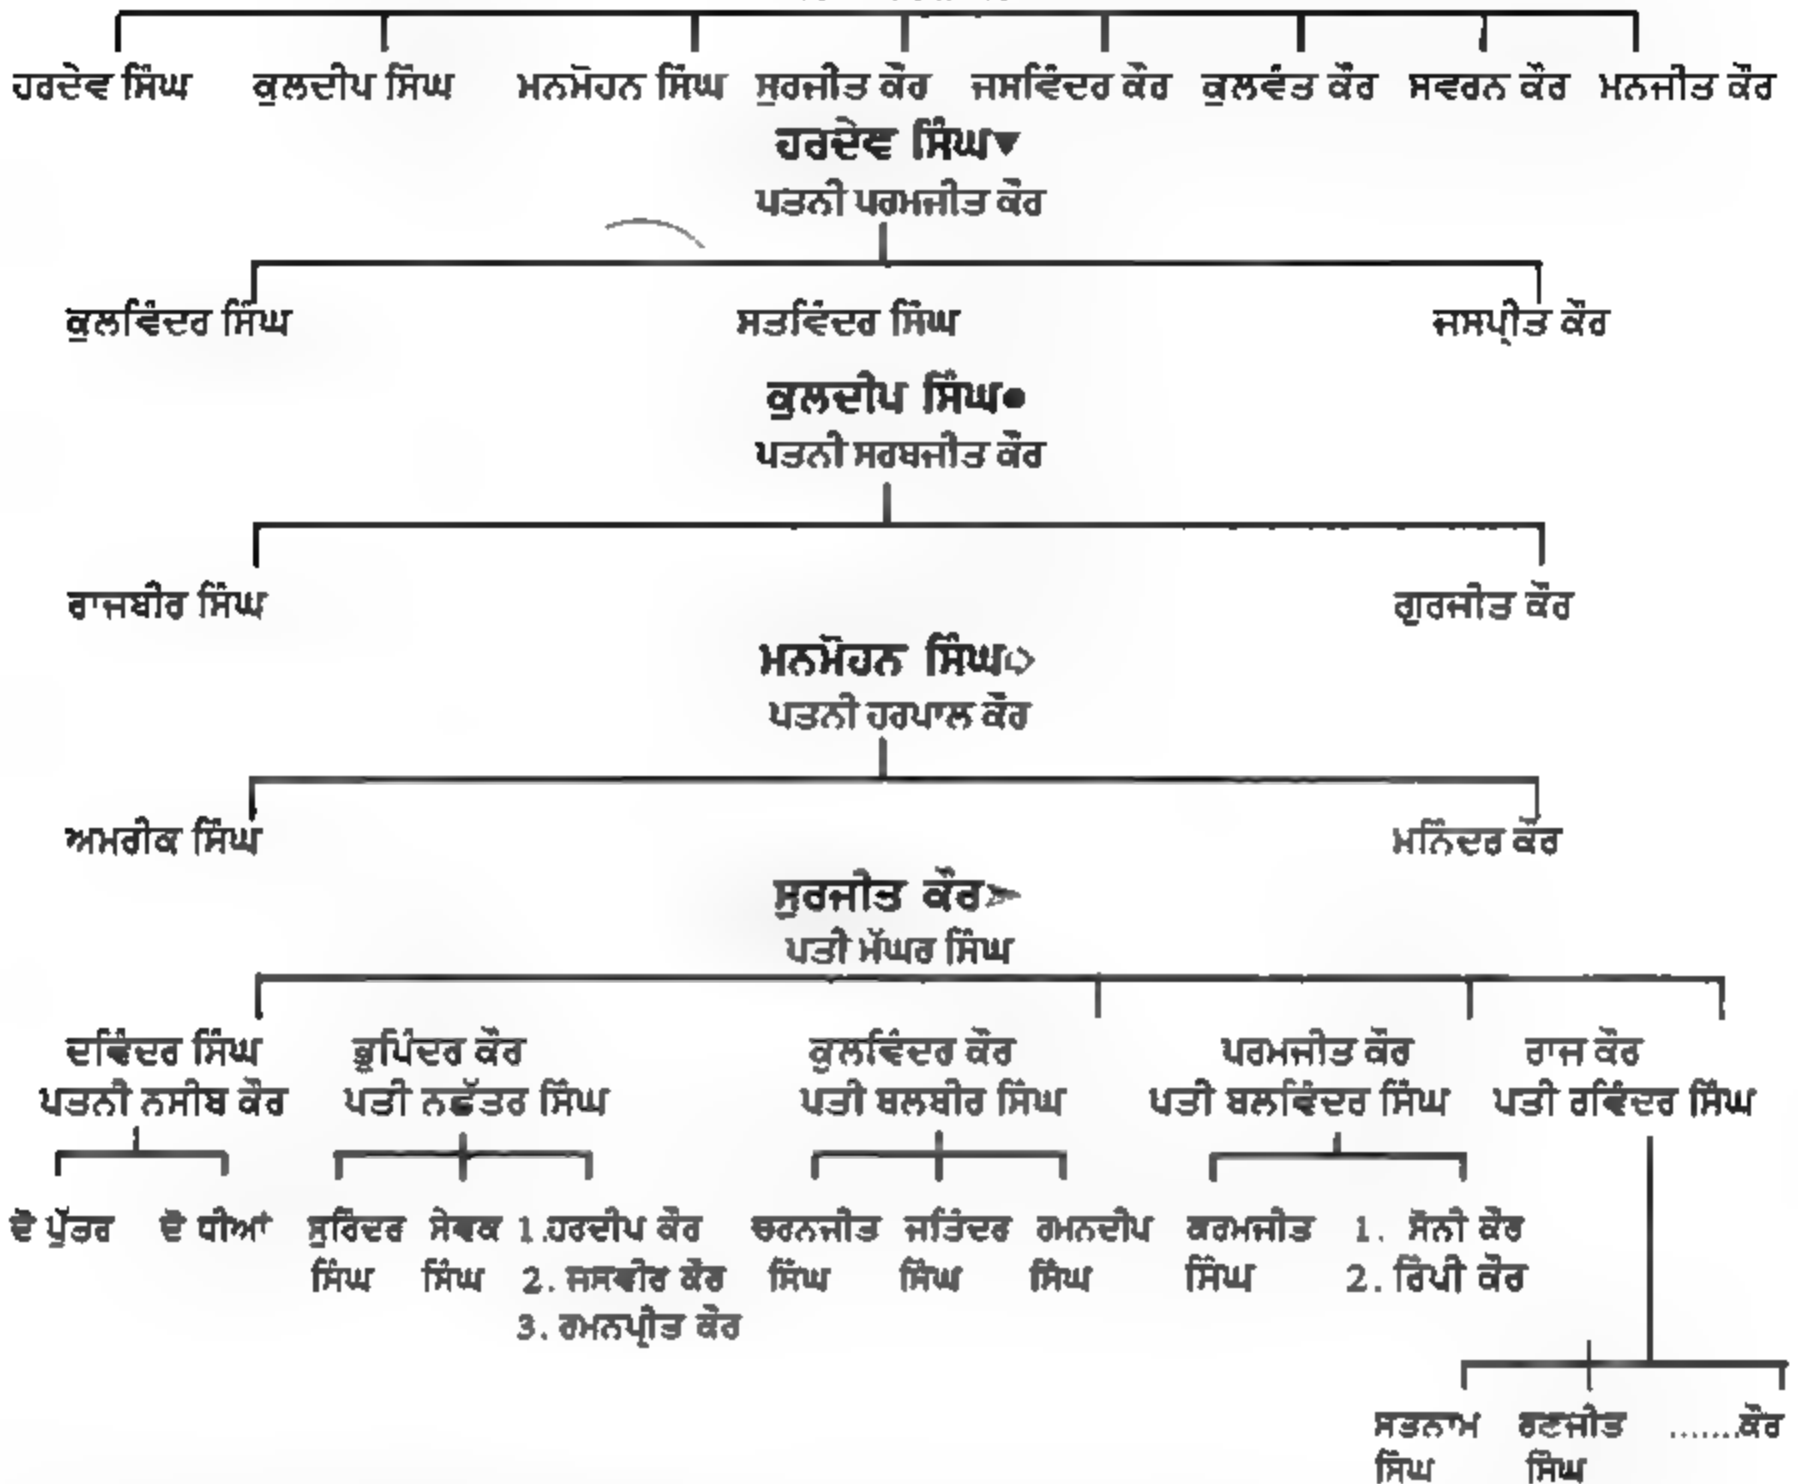 ਹਰਦੇਵ ਸਿੰਘ ਕੁਲਦੀਪ ਸਿੰਘ ਮਨਮੋਹਨ ਸਿੰਘ ਸੁਰਜੀਤ ਕੌਰ ਜਸਵਿੰਦਰ ਕੌਰ ਕੁਲਵੰਤ ਕੌਰ ਸਵਰਨ ਕੌਰ ਮਨਜੀਤ ਕੌਰ
ਹਰਦੇਵ ਸਿੰਘ▼
ਪਤਨੀ ਪਰਮਜੀਤ ਕੌਰ
ਕੁਲਵਿੰਦਰ ਸਿੰਘ ਸਤਵਿੰਦਰ ਸਿੰਘ ਜਸਪ੍ਰੀਤ ਕੌਰ
ਕੁਲਦੀਪ ਸਿੰਘ●
ਪਤਨੀ ਸਰਬਜੀਤ ਕੌਰ
ਰਾਜਬੀਰ ਸਿੰਘ ਗੁਰਜੀਤ ਕੌਰ
ਮਨਮੋਹਨ ਸਿੰਘ
ਪਤਨੀ ਹਰਪਾਲ ਕੌਰ
ਅਮਰੀਕ ਸਿੰਘ ਮਨਿੰਦਰ ਕੌਰ
ਸੁਰਜੀਤ ਕੌਰ➤
ਪਤੀ ਮੱਘਰ ਸਿੰਘ
ਦਵਿੰਦਰ ਸਿੰਘ ਭੁਪਿੰਦਰ ਕੌਰ ਕੁਲਵਿੰਦਰ ਕੌਰ ਪਰਮਜੀਤ ਕੌਰ ਰਾਜ ਕੌਰ
ਪਤਨੀ ਨਸੀਬ ਕੌਰ ਪਤੀ ਨਛੱਤਰ ਸਿੰਘ ਪਤੀ ਬਲਬੀਰ ਸਿੰਘ ਪਤੀ ਬਲਵਿੰਦਰ ਸਿੰਘ ਪਤੀ ਰਵਿੰਦਰ ਸਿੰਘ
ਦੋ ਪੁੱਤਰ ਦੋ ਧੀਆਂ ਸੁਰਿੰਦਰ ਸੇਵਕ 1.ਹਰਦੀਪ ਕੌਰ ਚਰਨਜੀਤ ਜਤਿੰਦਰ ਰਮਨਦੀਪ ਕਰਮਜੀਤ 1. ਸੋਨੀ ਕੌਰ
ਸਿੰਘ ਸਿੰਘ 2. ਜਸਵੀਰ ਕੌਰ ਸਿੰਘ ਸਿੰਘ ਸਿੰਘ ਸਿੰਘ 2. ਰਿੰਪੀ ਕੌਰ
3. ਰਮਨਪ੍ਰੀਤ ਕੌਰ
ਸਤਨਾਮ ਰਣਜੀਤ .......ਕੌਰ
ਸਿੰਘ ਸਿੰਘ